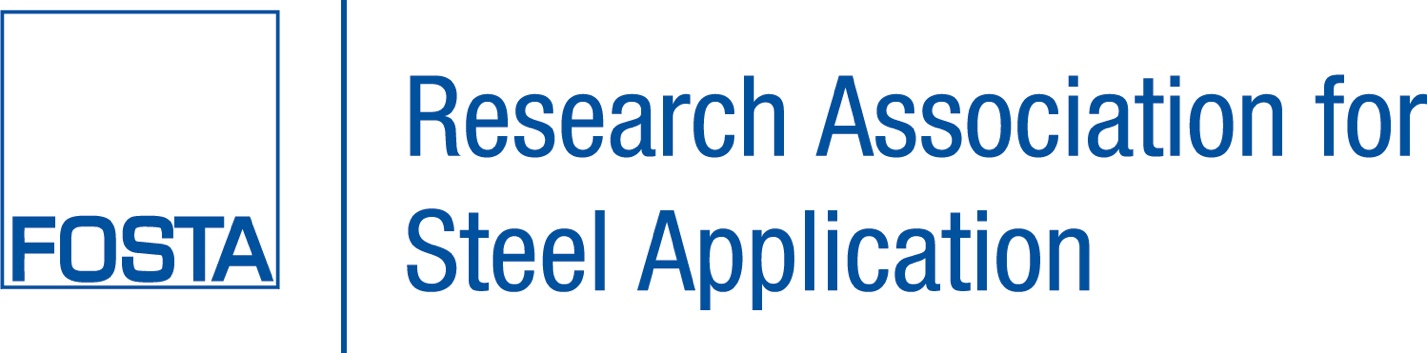 FOSTA
Research Association for
Steel Application